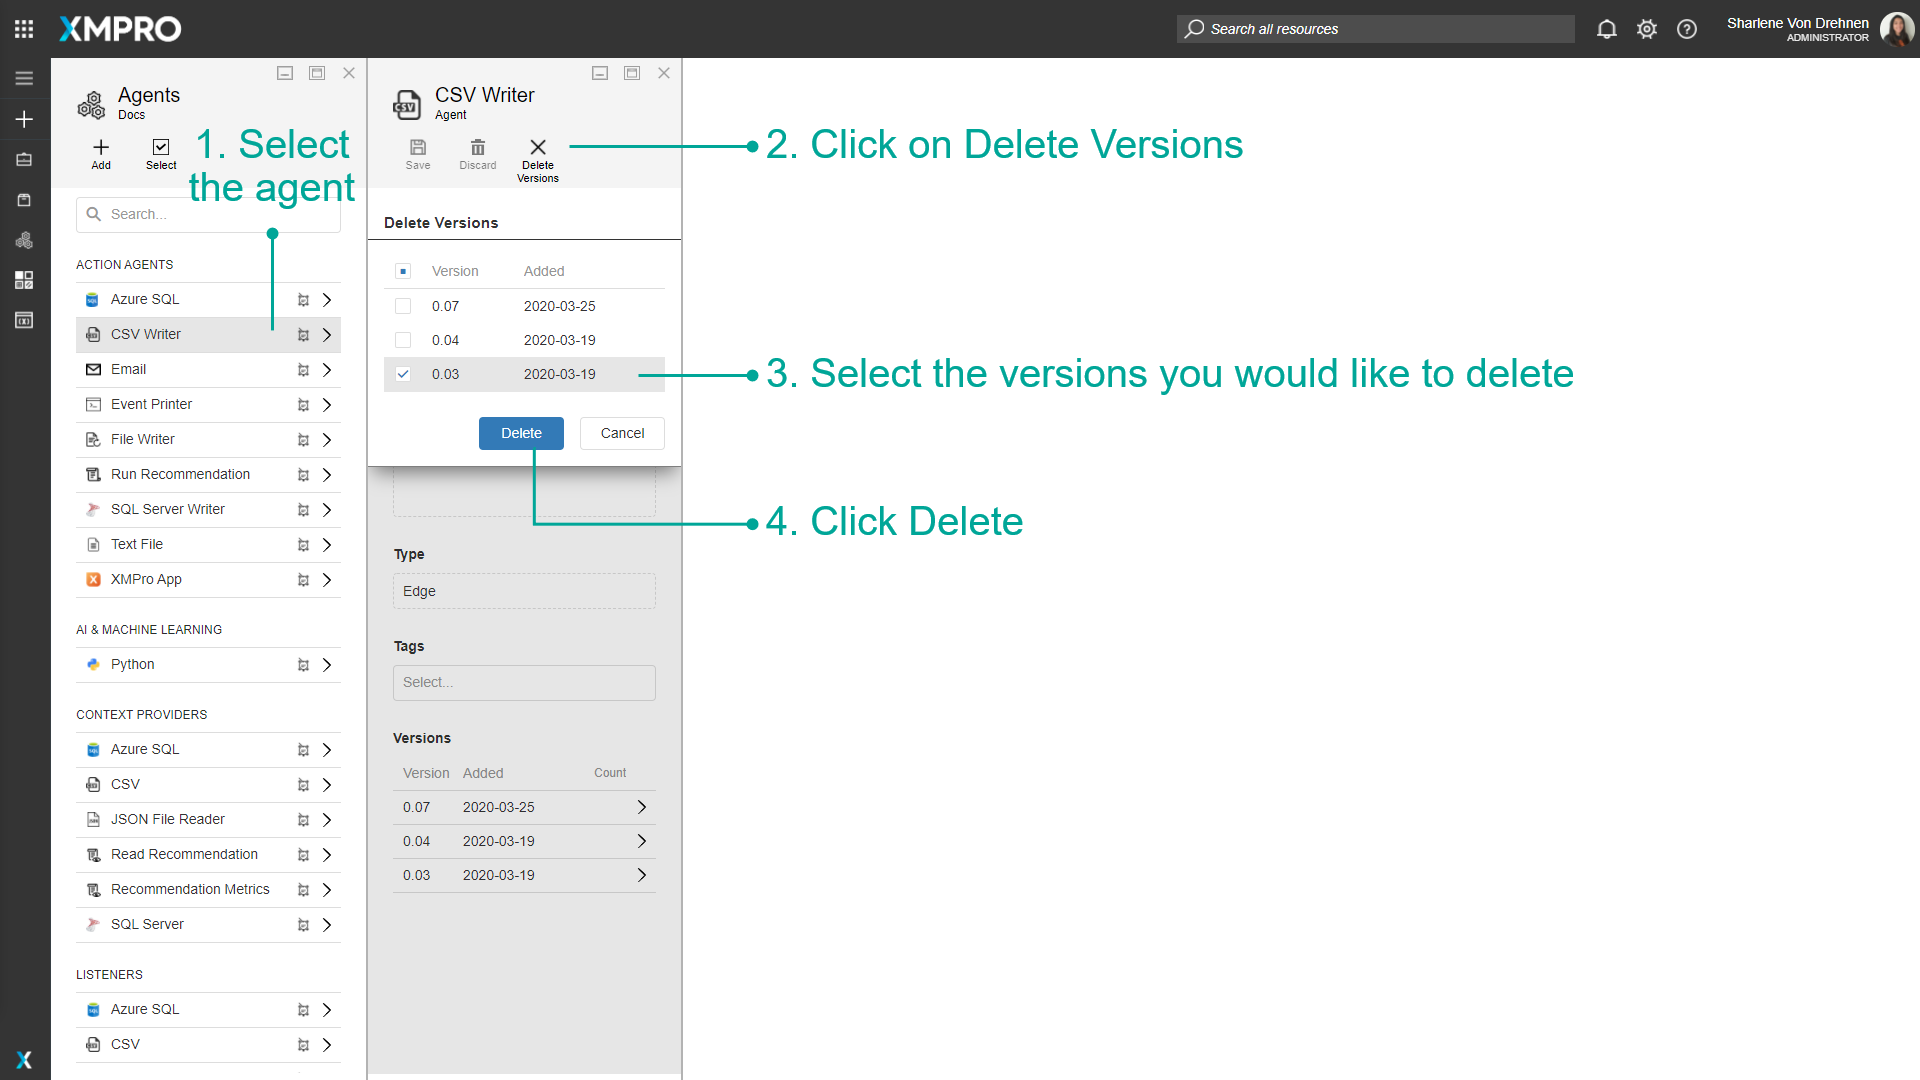 XMPRO
Search all resources
Sharlene Von Drehnen
ADMINISTRATOR
Agents
Docs
Add
Select
1. Select
the agent
Search...
ACTION AGENTS
Azure SQL
CSV Writer
Email
Event Printer
File Writer
Run Recommendation
SQL Server Writer
Text File
XMPro App
AI & MACHINE LEARNING
Python
CONTEXT PROVIDERS
Azure SQL
CSV
JSON File Reader
Read Recommendation
Recommendation Metrics
SQL Server
LISTENERS
Azure SQL
CSV
CSV Writer
Agent
Save
Discard
Delete
Versions
2. Click on Delete Versions
Delete Versions
Version Added
0.07 2020-03-25
0.04 2020-03-19
0.03 2020-03-19
3. Select the versions you would like to delete
Delete
Cancel
4. Click Delete
Type
Edge
Tags
Select...
Versions
Version Added Count
0.07 2020-03-25
0.04 2020-03-19
0.03 2020-03-19